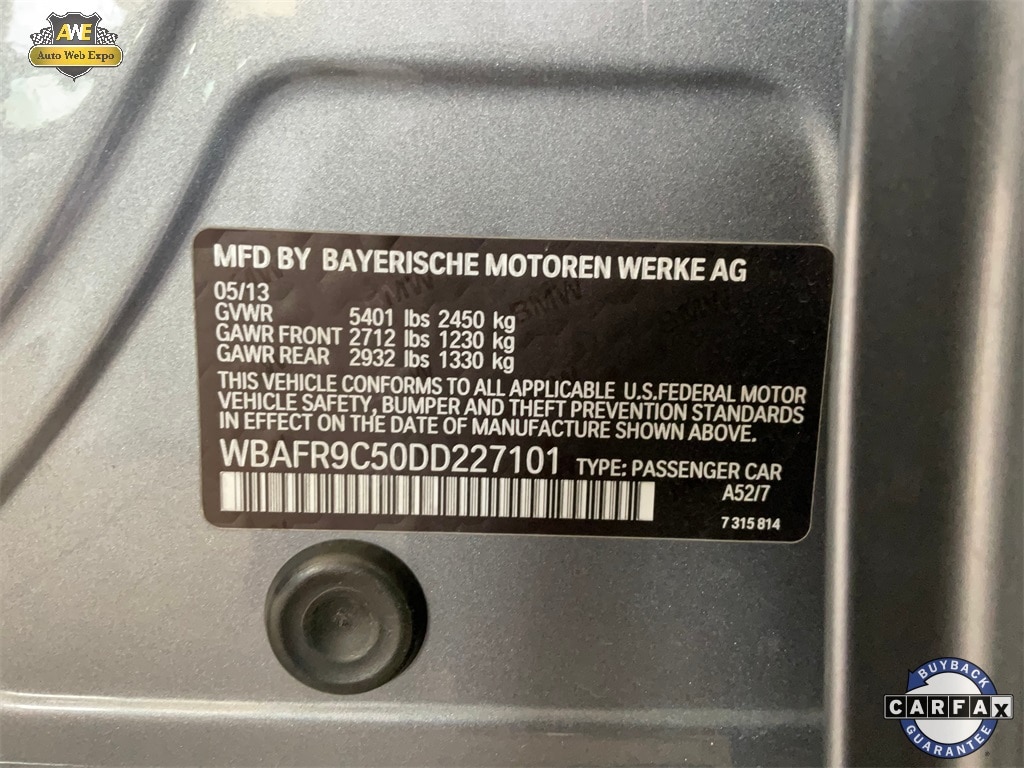 AWE
Auto Web Expo
MFD BY BAYERISCHE MOTOREN WERKE AG
05/13
GVWR 5401 lbs 2450 kg
GAWR FRONT 2712 lbs 1230 kg
GAWR REAR 2932 lbs 1330 kg
THIS VEHICLE CONFORMS TO ALL APPLICABLE U.S.FEDERAL MOTOR
VEHICLE SAFETY, BUMPER AND THEFT PREVENTION STANDARDS
IN EFFECT ON THE DATE OF MANUFACTURE SHOWN ABOVE.
WBAFR9C50DD227101 TYPE: PASSENGER CAR
A52/7
7 315 814
BMW
BMW
BUYBACK
CARFAX
GUARANTEE